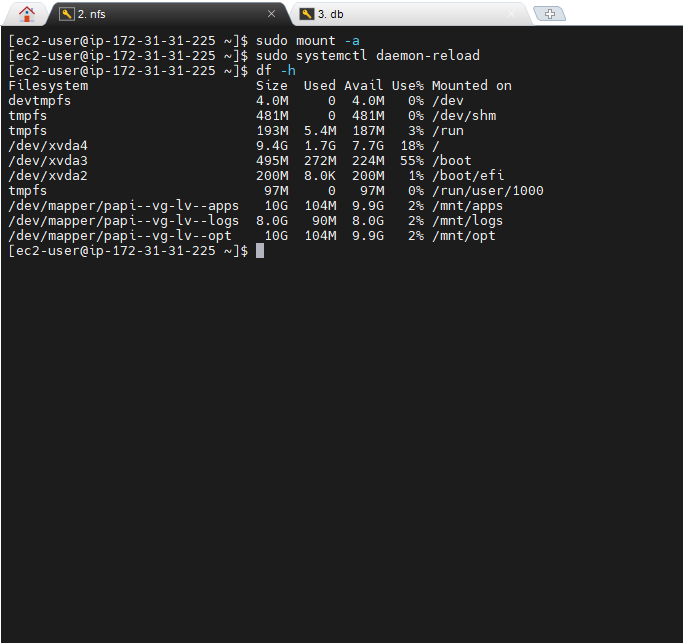 2. nfs
3. db
[ec2-user@ip-172-31-31-225 ~]$ sudo mount -a
[ec2-user@ip-172-31-31-225 ~]$ sudo systemctl daemon-reload
[ec2-user@ip-172-31-31-225 ~]$ df -h
Filesystem                     Size  Used Avail Use% Mounted on
devtmpfs                       4.0M     0  4.0M   0% /dev
tmpfs                          481M     0  481M   0% /dev/shm
tmpfs                          193M  5.4M  187M   3% /run
/dev/xvda4                     9.4G  1.7G  7.7G  18% /
/dev/xvda3                     495M  272M  224M  55% /boot
/dev/xvda2                     200M  8.0K  200M   1% /boot/efi
tmpfs                           97M     0   97M   0% /run/user/1000
/dev/mapper/papi--vg-lv--apps   10G  104M  9.9G   2% /mnt/apps
/dev/mapper/papi--vg-lv--logs  8.0G   90M  8.0G   2% /mnt/logs
/dev/mapper/papi--vg-lv--opt    10G  104M  9.9G   2% /mnt/opt
[ec2-user@ip-172-31-31-225 ~]$